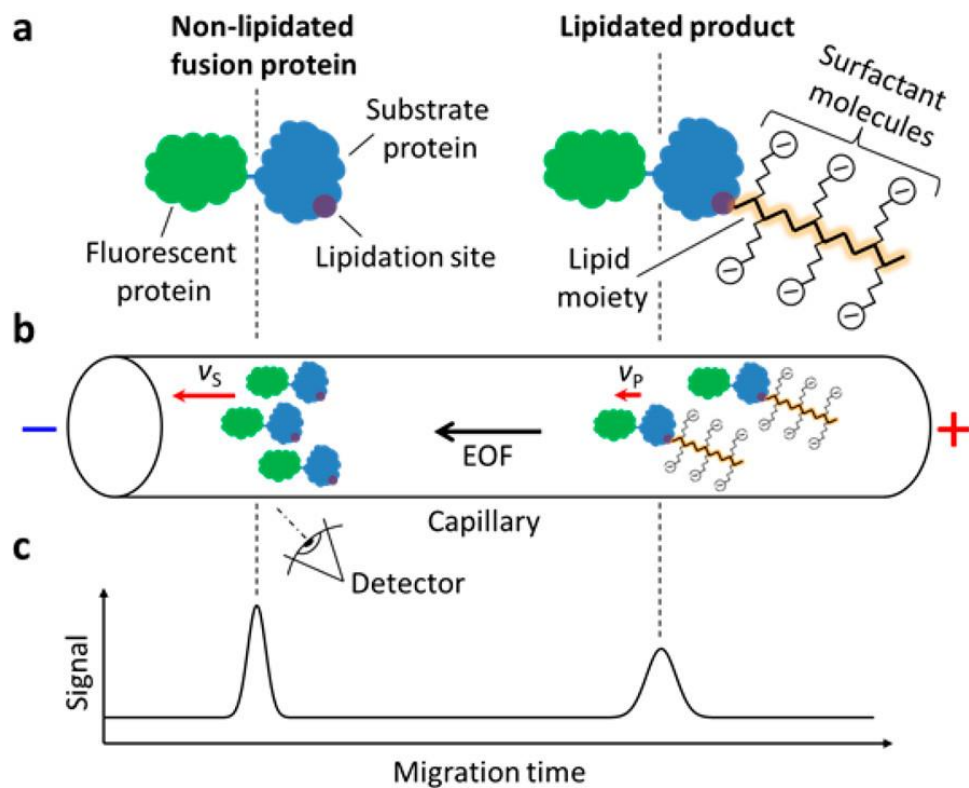 a
Non-lipidated
fusion protein
Lipidated product
Substrate
protein
Surfactant
molecules
Fluorescent
protein
Lipidation site
Lipid
moiety
b
vS
vP
−
EOF
+
Capillary
c
Detector
Signal
Migration time